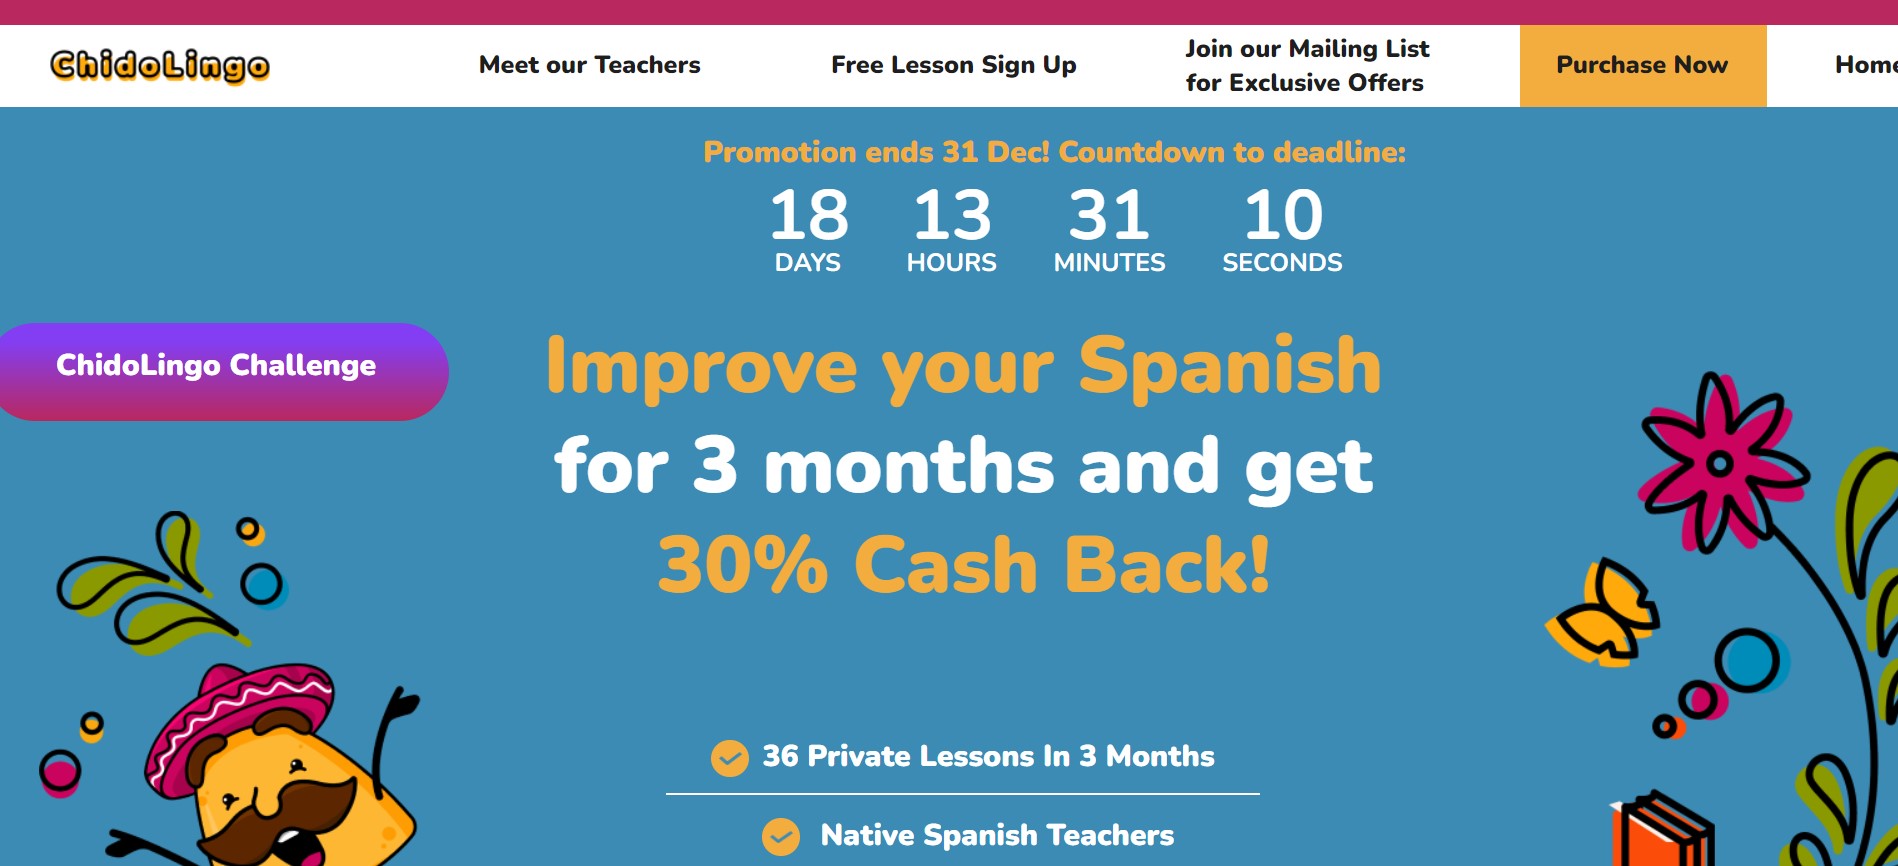 ChidoLingo
Meet our Teachers
Free Lesson Sign Up
Join our Mailing List
for Exclusive Offers
Purchase Now
Home
Promotion ends 31 Dec! Countdown to deadline:
18 13 31 10
DAYS HOURS MINUTES SECONDS
ChidoLingo Challenge
Improve your Spanish
for 3 months and get
30% Cash Back!
36 Private Lessons In 3 Months
Native Spanish Teachers